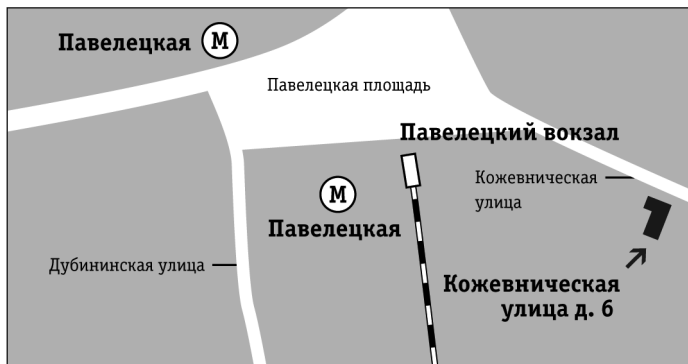 Павелецкая М
Павелецкая площадь
Павелецкий вокзал
М
Павелецкая
Кожевническая
улица
Дубининская улица
Кожевническая
улица д. 6